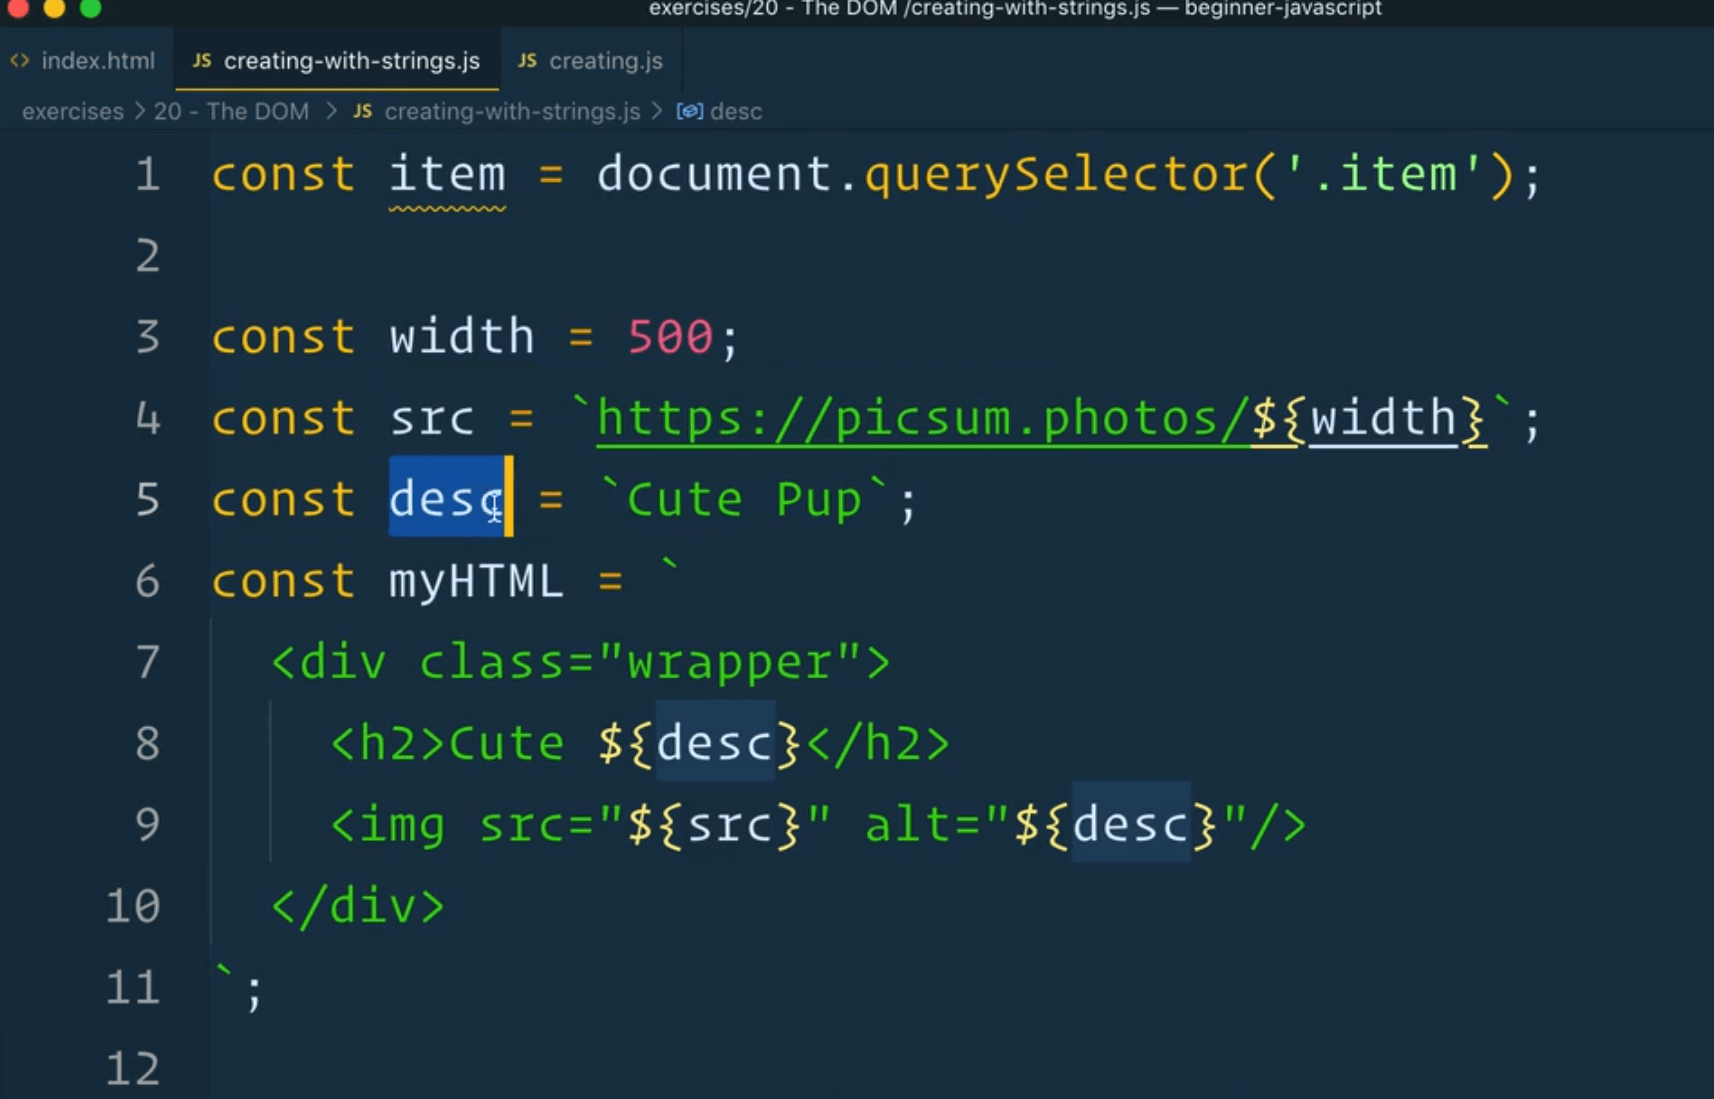 exercises/20 - The DOM /creating-with-strings.js — beginner-javascript
<> index.html JS creating-with-strings.js JS creating.js
exercises > 20 - The DOM > JS creating-with-strings.js > desc
1 const item = document.querySelector('.item');
2
3 const width = 500;
4 const src = `https://picsum.photos/${width}`;
5 const desc = `Cute Pup`;
6 const myHTML = `
7 <div class="wrapper">
8 <h2>Cute ${desc}</h2>
9 <img src="${src}" alt="${desc}"/>
10 </div>
11 `;
12